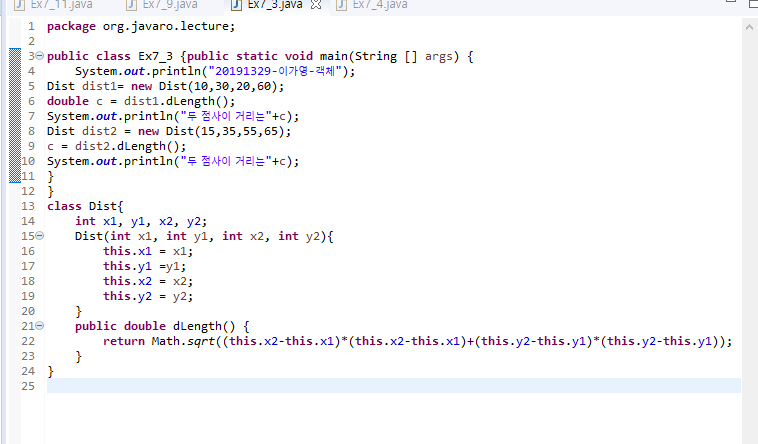 Ex7_11.java Ex7_9.java Ex7_3.java Ex7_4.java
1 package org.javaro.lecture;
2
3 public class Ex7_3 {public static void main(String [] args) {
4 System.out.println("20191329-이가영-객체");
5 Dist dist1= new Dist(10,30,20,60);
6 double c = dist1.dLength();
7 System.out.println("두 점사이 거리는"+c);
8 Dist dist2 = new Dist(15,35,55,65);
9 c = dist2.dLength();
10 System.out.println("두 점사이 거리는"+c);
11 }
12 }
13 class Dist{
14 int x1, y1, x2, y2;
15 Dist(int x1, int y1, int x2, int y2){
16 this.x1 = x1;
17 this.y1 =y1;
18 this.x2 = x2;
19 this.y2 = y2;
20 }
21 public double dLength() {
22 return Math.sqrt((this.x2-this.x1)*(this.x2-this.x1)+(this.y2-this.y1)*(this.y2-this.y1));
23 }
24 }
25